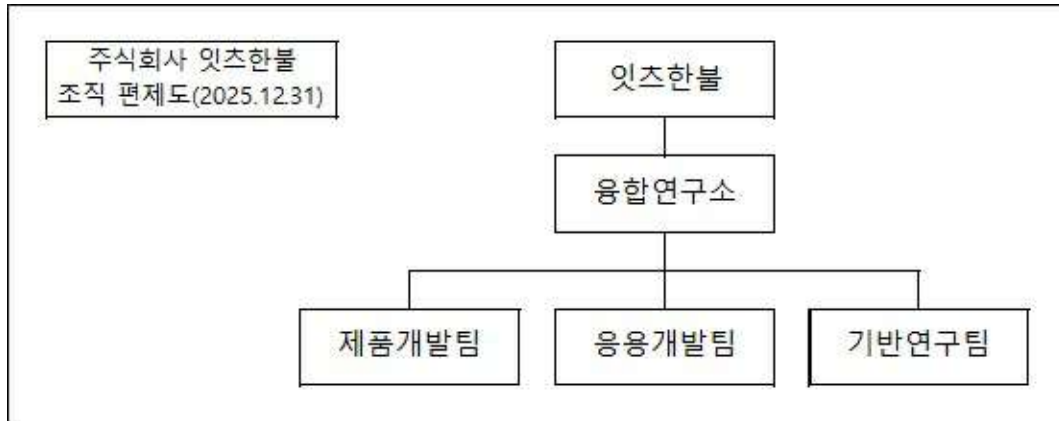 주식회사 잇츠한불
조직 편제도(2025.12.31)
잇츠한불
융합연구소
제품개발팀
응용개발팀
기반연구팀